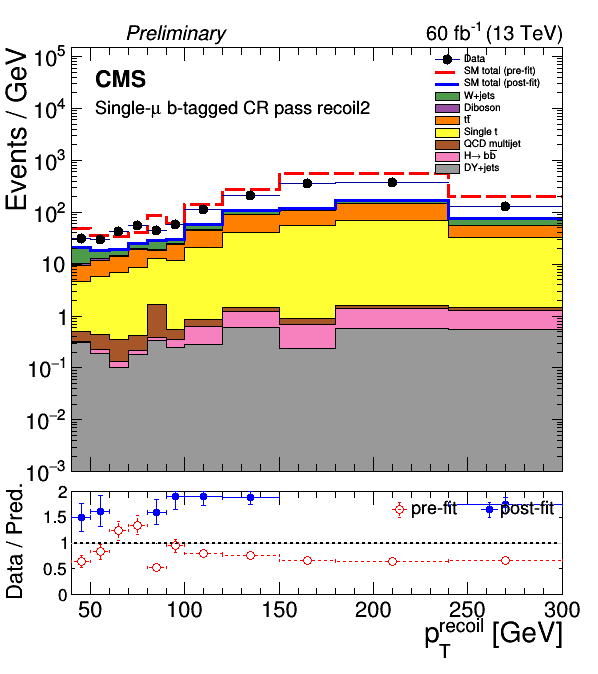 Preliminary 60 fb⁻¹ (13 TeV)
CMS
Single-μ b-tagged CR pass recoil2
Data
SM total (pre-fit)
SM total (post-fit)
W+jets
Diboson
tt̅
Single t
QCD multijet
H→ bb̅
DY+jets
Events / GeV
10⁵
10⁴
10³
10²
10
1
10⁻¹
10⁻²
10⁻³
Data / Pred.
2
1.5
1
0.5
0
pre-fit post-fit
50 100 150 200 250 300
p_T^recoil [GeV]